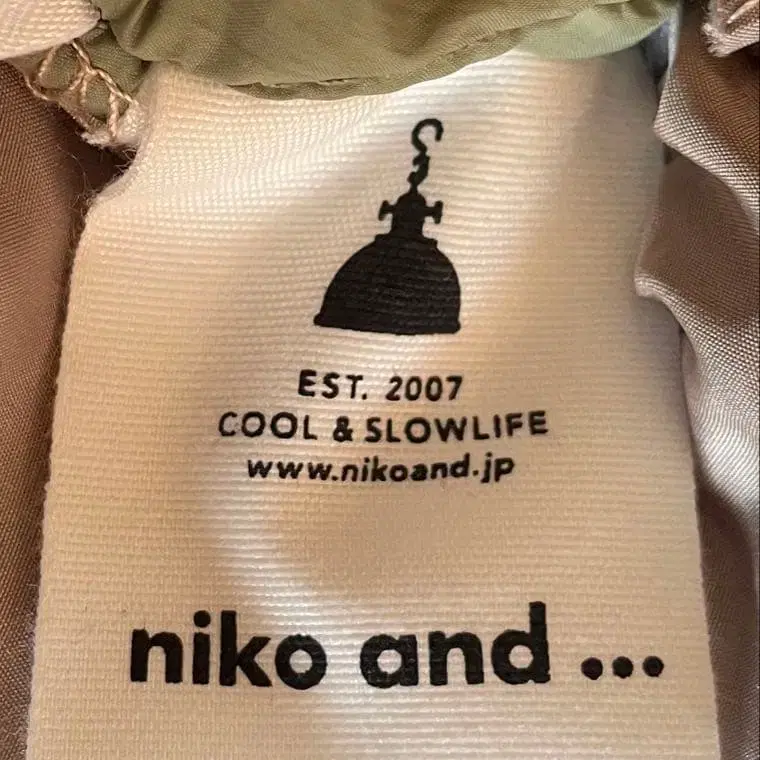 EST. 2007
COOL & SLOWLIFE
www.nikoand.jp
niko and ...